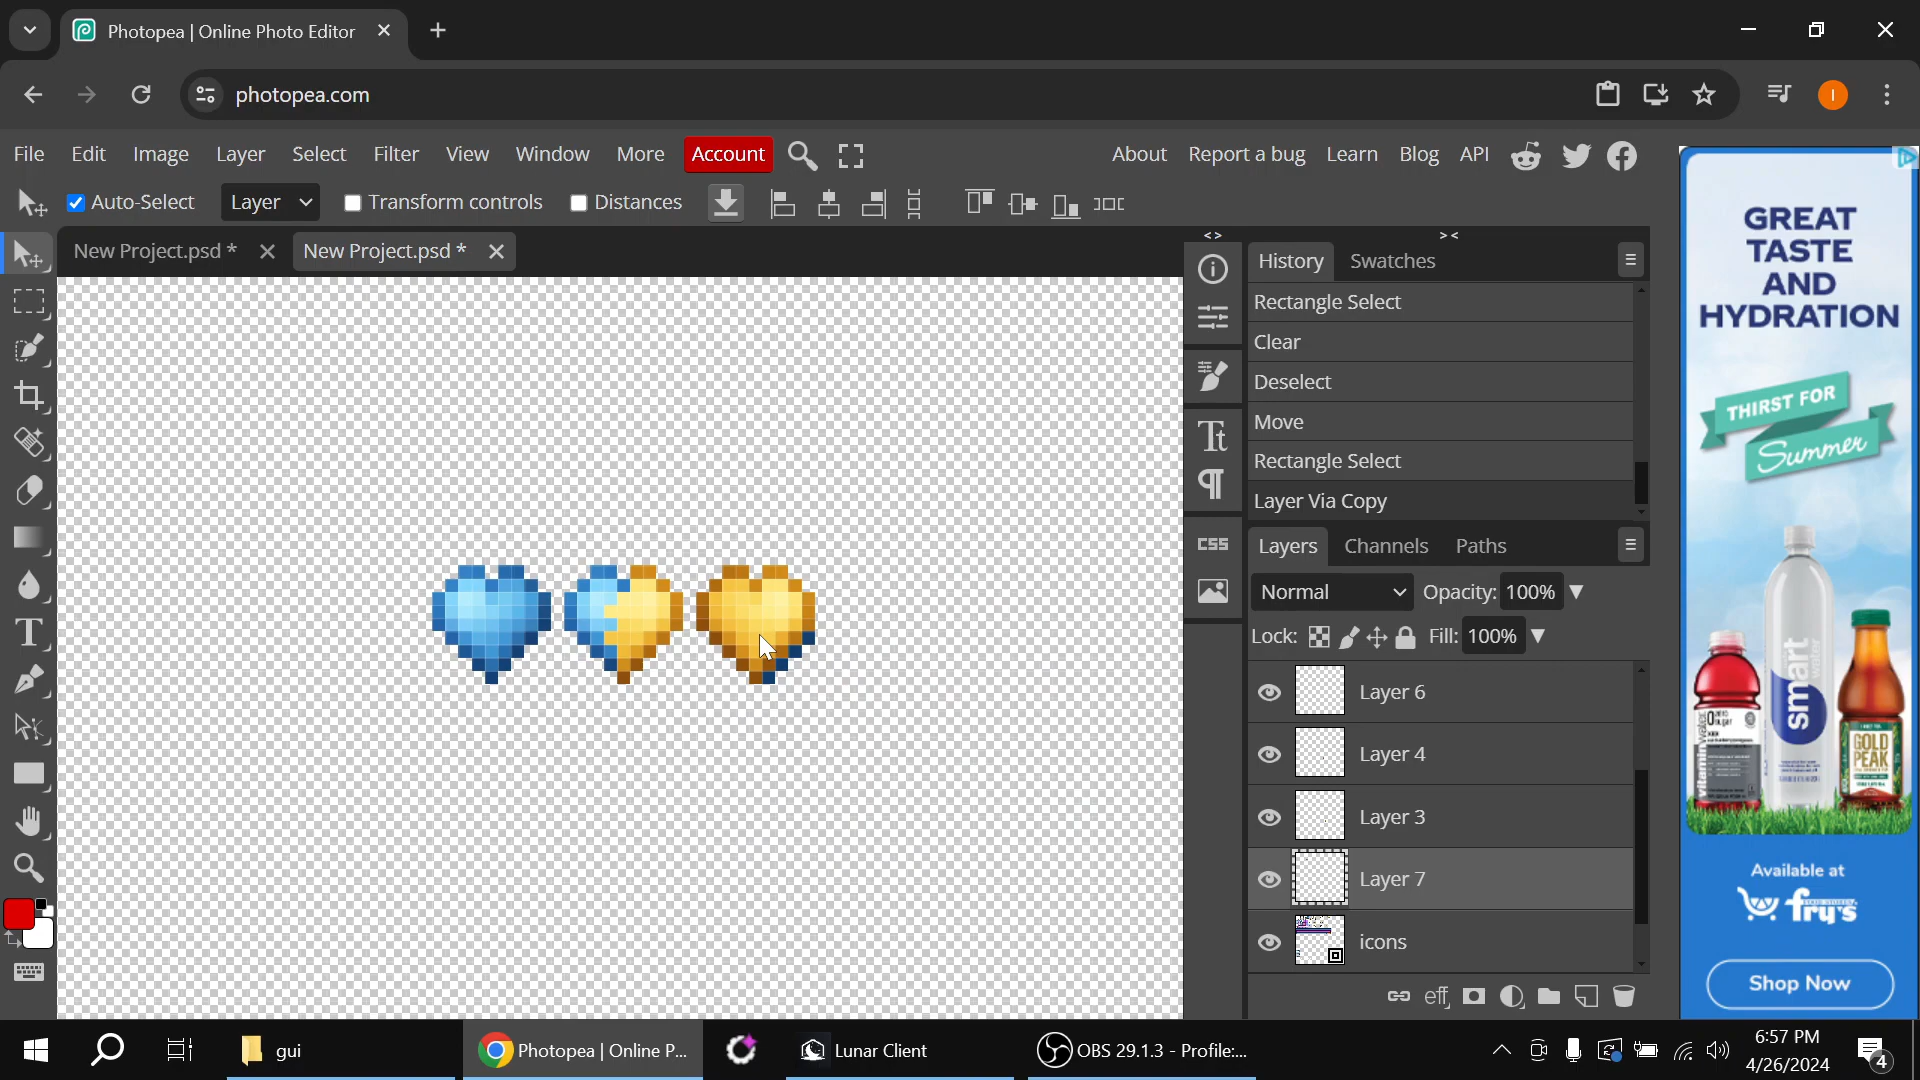 Photopea | Online Photo Editor
photopea.com
I
File Edit Image Layer Select Filter View Window More Account
About Report a bug Learn Blog API
Auto-Select Layer Transform controls Distances
New Project.psd * New Project.psd *
<> ><
History Swatches
Rectangle Select
Clear
Deselect
Move
Rectangle Select
Layer Via Copy
CSS
Layers Channels Paths
Normal Opacity: 100%
Lock: Fill: 100%
Layer 6
Layer 4
Layer 3
Layer 7
icons
eff
GREAT
TASTE
AND
HYDRATION
THIRST FOR
Summer
smart
water
GOLD
PEAK
Available at
fry's
Shop Now
gui
Photopea | Online P...
Lunar Client
OBS 29.1.3 - Profile:...
6:57 PM
4/26/2024
4